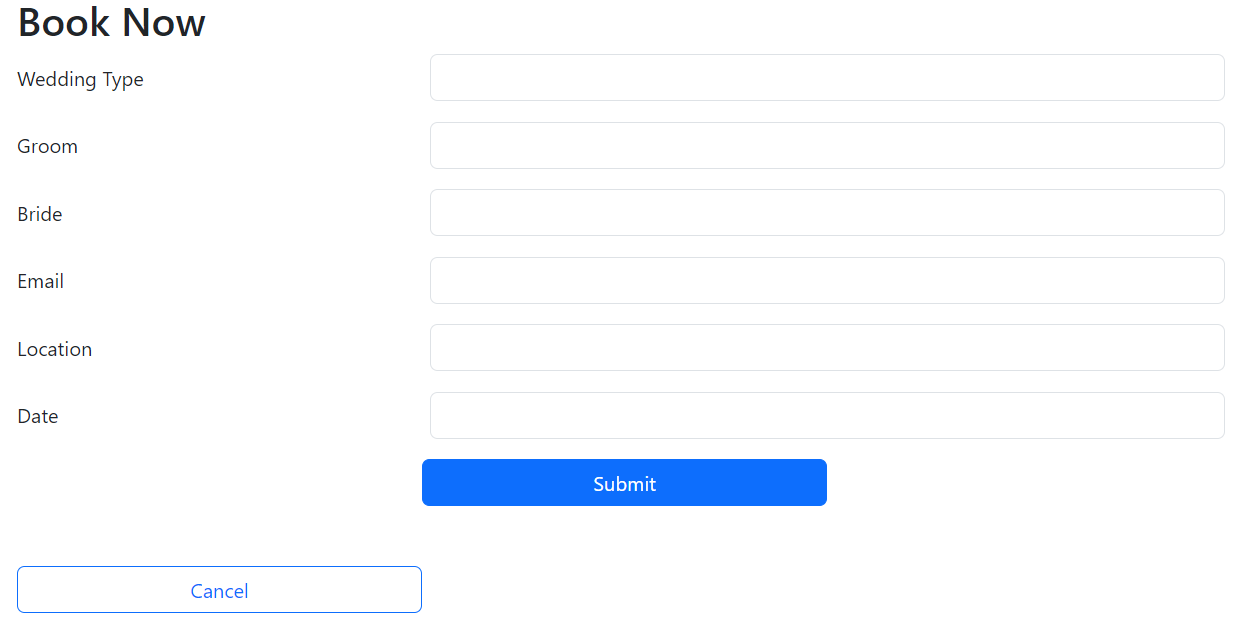 Book Now
Wedding Type
Groom
Bride
Email
Location
Date
Submit
Cancel